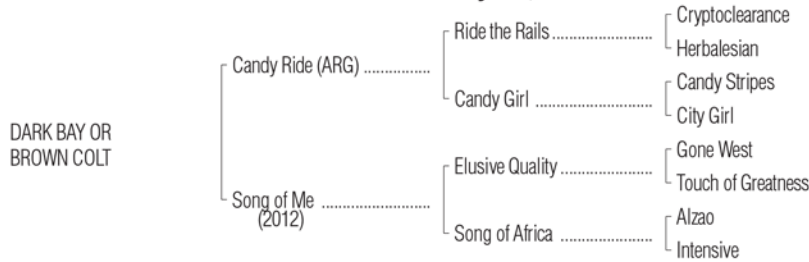 Cryptoclearance
Ride the Rails
Herbalesian
Candy Ride (ARG)
Candy Stripes
Candy Girl
City Girl
DARK BAY OR
BROWN COLT
Gone West
Elusive Quality
Touch of Greatness
Song of Me
(2012)
Alzao
Song of Africa
Intensive